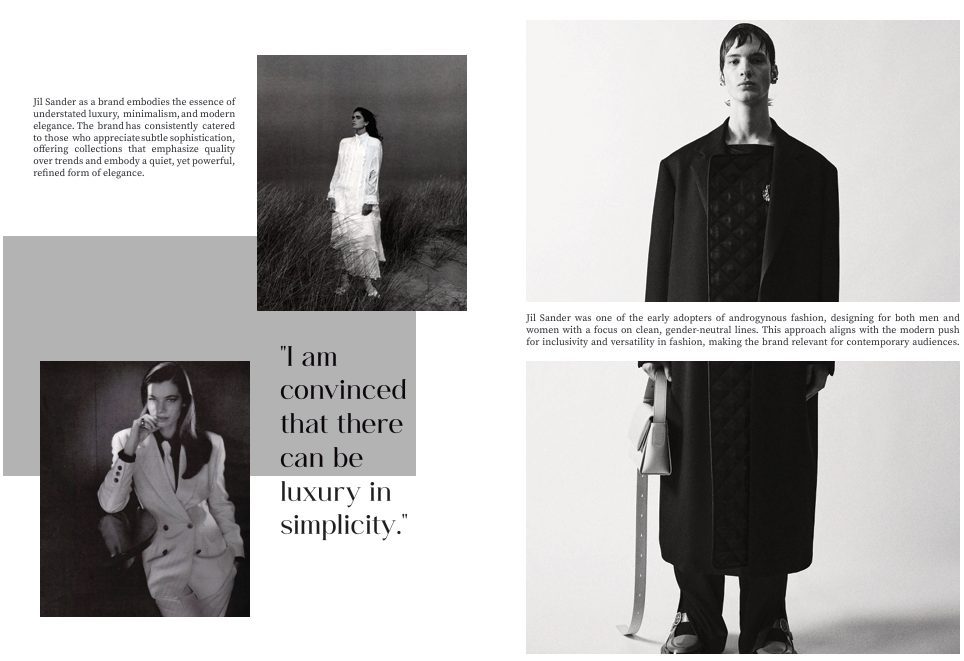 Jil Sander as a brand embodies the essence of
understated luxury, minimalism, and modern
elegance. The brand has consistently catered
to those who appreciate subtle sophistication,
offering collections that emphasize quality
over trends and embody a quiet, yet powerful,
refined form of elegance.
"I am
convinced
that there
can be
luxury in
simplicity."
Jil Sander was one of the early adopters of androgynous fashion, designing for both men and
women with a focus on clean, gender-neutral lines. This approach aligns with the modern push
for inclusivity and versatility in fashion, making the brand relevant for contemporary audiences.